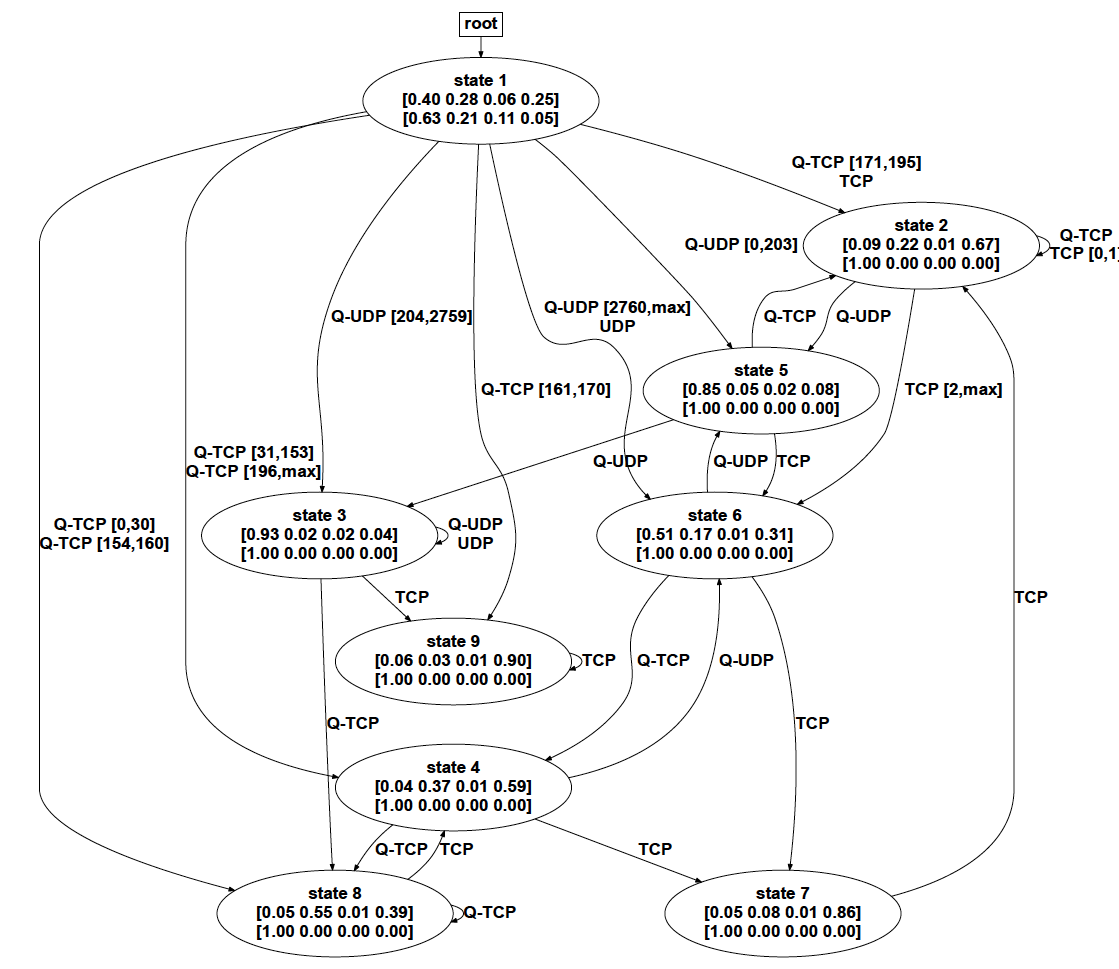 root
state 1
[0.40 0.28 0.06 0.25]
[0.63 0.21 0.11 0.05]
Q-TCP [171,195]
TCP
state 2
[0.09 0.22 0.01 0.67]
[1.00 0.00 0.00 0.00]
Q-TCP
TCP [0,1]
Q-UDP [0,203]
Q-UDP [204,2759]
Q-UDP [2760,max]
UDP
Q-TCP
Q-UDP
state 5
[0.85 0.05 0.02 0.08]
[1.00 0.00 0.00 0.00]
Q-TCP [161,170]
TCP [2,max]
Q-TCP [31,153]
Q-TCP [196,max]
Q-UDP
Q-UDP
TCP
Q-TCP [0,30]
Q-TCP [154,160]
state 3
[0.93 0.02 0.02 0.04]
[1.00 0.00 0.00 0.00]
Q-UDP
UDP
state 6
[0.51 0.17 0.01 0.31]
[1.00 0.00 0.00 0.00]
TCP
TCP
state 9
[0.06 0.03 0.01 0.90]
[1.00 0.00 0.00 0.00]
TCP
Q-TCP
Q-UDP
Q-TCP
TCP
state 4
[0.04 0.37 0.01 0.59]
[1.00 0.00 0.00 0.00]
Q-TCP
TCP
TCP
state 8
[0.05 0.55 0.01 0.39]
[1.00 0.00 0.00 0.00]
Q-TCP
state 7
[0.05 0.08 0.01 0.86]
[1.00 0.00 0.00 0.00]